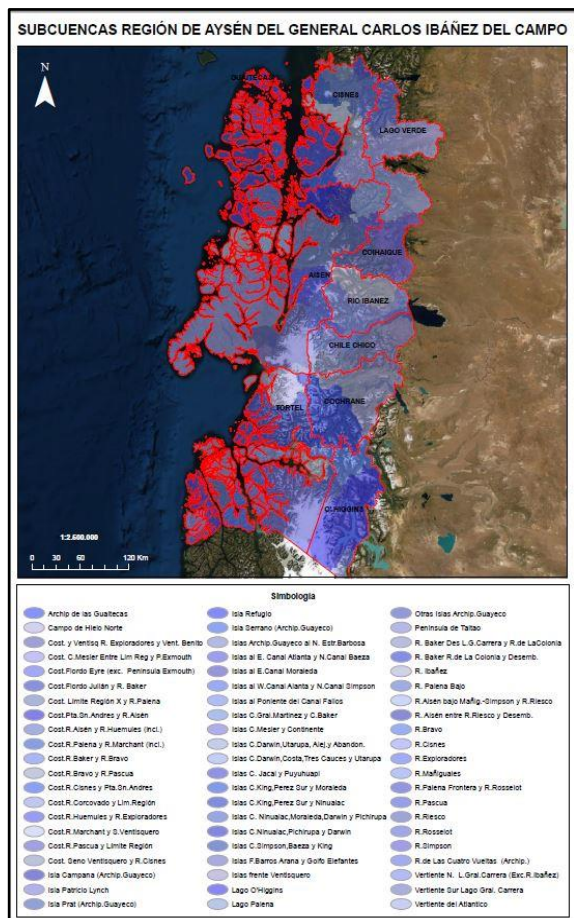 SUBCUENCAS REGIÓN DE AYSÉN DEL GENERAL CARLOS IBÁÑEZ DEL CAMPO
N
GUAITECAS
CISNES
LAGO VERDE
COIHAIQUE
AISEN
RIO IBAÑEZ
CHILE CHICO
COCHRANE
TORTEL
O'HIGGINS
1:2.500.000
0 30 60 120 Km
Simbología
Archip de las Guaitecas
Campo de Hielo Norte
Cost. y Ventisq R. Exploradores y Vent. Benito
Cost. C.Mesier Entre Lim Reg y P.Exmouth
Cost.Fiordo Eyre (exc. Península Exmouth)
Cost.Fiordo Julián y R. Baker
Cost. Limite Región X y R.Palena
Cost.Pta.Sn.Andres y R.Aisén
Cost.R.Aisén y R.Huemules (incl.)
Cost.R.Palena y R.Marchant (incl.)
Cost.R.Baker y R.Bravo
Cost.R.Bravo y R.Pascua
Cost.R.Cisnes y Pta.Sn.Andres
Cost.R.Corcovado y Lim.Región
Cost.R.Huemules y R.Exploradores
Cost.R.Marchant y S.Ventisquero
Cost.R.Pascua y Límite Región
Cost. Seno Ventisquero y R.Cisnes
Isla Campana (Archip.Guayeco)
Isla Patricio Lynch
Isla Prat (Archip.Guayeco)
Isla Refugio
Isla Serrano (Archip.Guayeco)
Islas Archip.Guayeco al N. Estr.Barbosa
Islas al E. Canal Atlanta y N.Canal Baeza
Islas al E.Canal Moraleda
Islas al W.Canal Alanta y N.Canal Simpson
Islas al Poniente del Canal Fallos
Islas C.Gral.Martinez y C.Baker
Islas C.Mesier y Continente
Islas C.Darwin,Utarupa, Alej.y Abandon.
Islas C.Darwin,Costa,Tres Cauces y Utarupa
Islas C. Jacaf y Puyuhuapi
Islas C.King,Perez Sur y Moraleda
Islas C.King,Perez Sur y Ninualac
Islas C. Ninualac,Moraleda,Darwin y Pichirupa
Islas C.Ninualac,Pichirupa y Darwin
Islas C.Simpson,Baeza y King
Islas F.Barros Arana y Golfo Elefantes
Islas frente Ventisquero
Lago O'Higgins
Lago Palena
Otras Islas Archip.Guayeco
Península de Taitao
R. Baker Des L.G.Carrera y R.de LaColonia
R. Baker R.de La Colonia y Desemb.
R. Ibáñez
R. Palena Bajo
R.Aisén bajo Mañig.-Simpson y R.Riesco
R. Aisén entre R.Riesco y Desemb.
R.Bravo
R.Cisnes
R.Exploradores
R.Mañiguales
R.Palena Frontera y R.Rosselot
R.Pascua
R.Riesco
R.Rosselot
R.Simpson
R.de Las Cuatro Vueltas (Archip.)
Vertiente N. L.Gral.Carrera (Exc.R.Ibáñez)
Vertiente Sur Lago Gral. Carrera
Vertiente del Atlantico